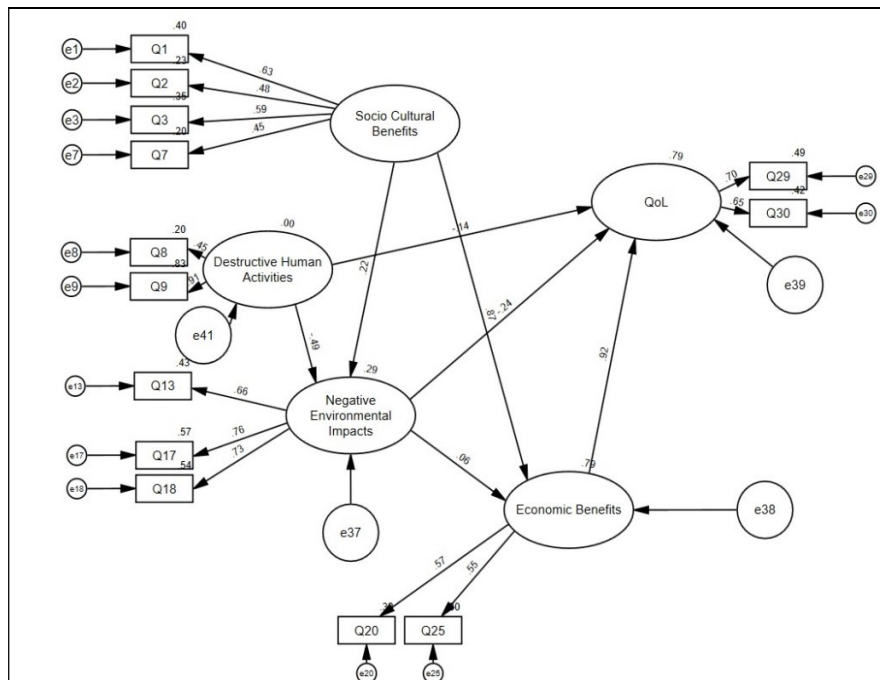 .40
e1
Q1
.23
e2
Q2
.35
e3
Q3
.20
e7
Q7
.63
.48
.59
.45
Socio Cultural
Benefits
.79
QoL
.70
.65
.49
Q29
e29
.42
Q30
e30
e39
.20
e8
Q8
.83
e9
Q9
.45
.91
.00
Destructive Human
Activities
e41
-.14
.22
-.49
.87
-.24
.92
.43
e13
Q13
.66
.29
Negative
Environmental
Impacts
.57
e17
Q17
.76
.54
e18
Q18
.73
.06
e37
.79
Economic Benefits
e38
.57
.55
Q20
Q25
e20
e25